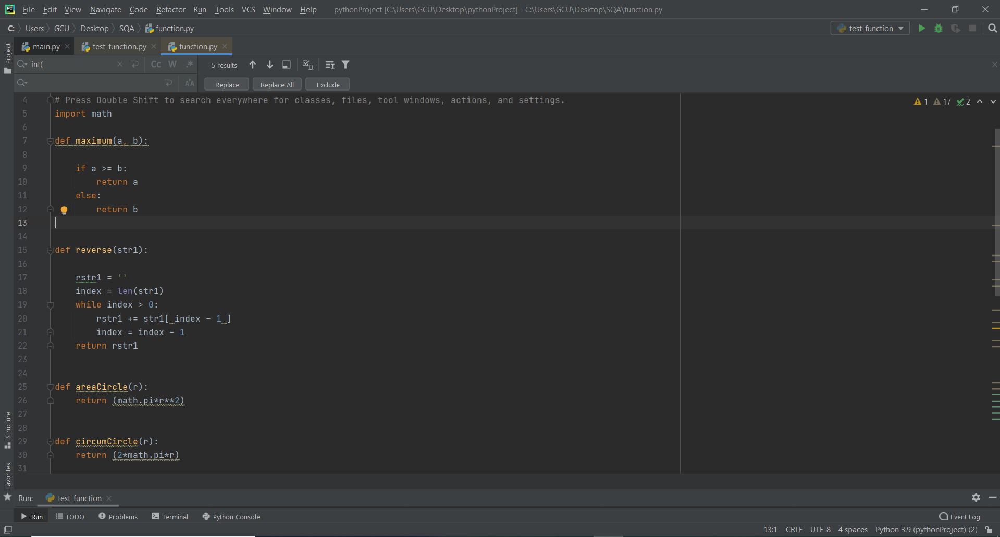 PC File Edit View Navigate Code Refactor Run Tools VCS Window Help pythonProject [C:\Users\GCU\Desktop\pythonProject] - C:\Users\GCU\Desktop\SQA\function.py
C: Users GCU Desktop SQA function.py test_function
main.py test_function.py function.py
Project
int( Cc W .* 5 results
Replace Replace All Exclude
4 # Press Double Shift to search everywhere for classes, files, tool windows, actions, and settings. 1 17 2
5 import math
6
7 def maximum(a, b):
8
9 if a >= b:
10 return a
11 else:
12 return b
13
14
15 def reverse(str1):
16
17 rstr1 = ''
18 index = len(str1)
19 while index > 0:
20 rstr1 += str1[ index - 1 ]
21 index = index - 1
22 return rstr1
23
24
25 def areaCircle(r):
26 return (math.pi*r**2)
27
28
29 def circumCircle(r):
30 return (2*math.pi*r)
31
Structure
Favorites
Run: test_function
Run TODO Problems Terminal Python Console Event Log
13:1 CRLF UTF-8 4 spaces Python 3.9 (pythonProject) (2)